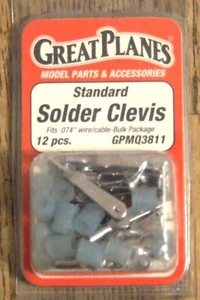 GREAT PLANES
MODEL PARTS & ACCESSORIES
Standard
Solder Clevis
Fits .074" wire/cable-Bulk Package
12 pcs. GPMQ3811